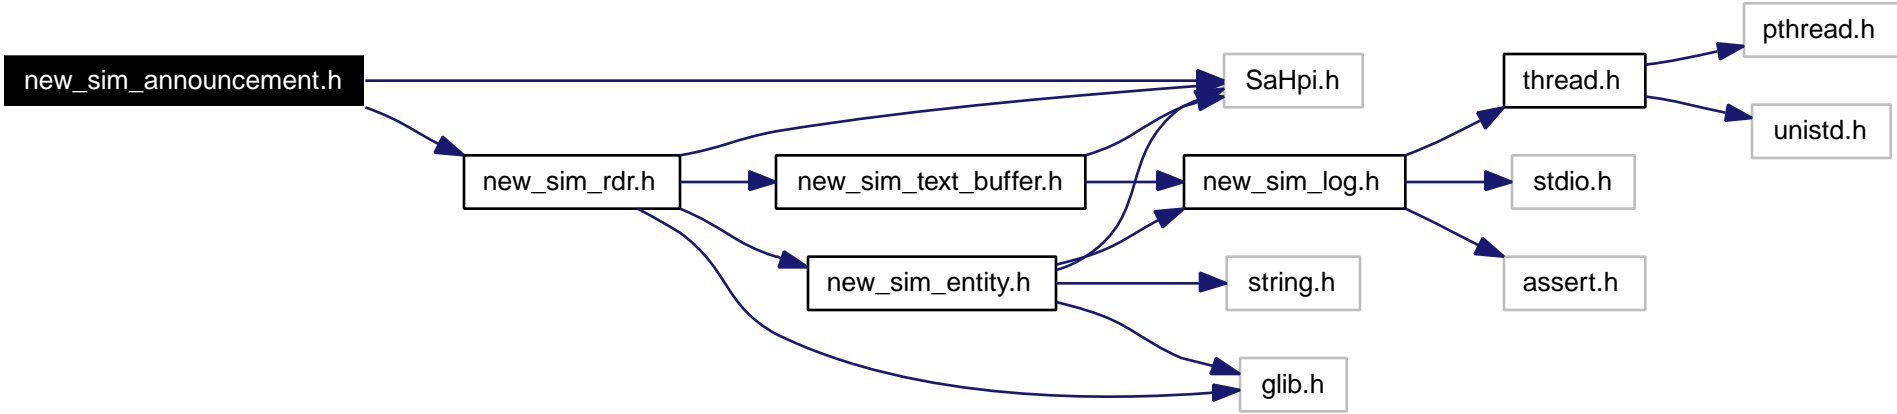 new_sim_announcement.h
new_sim_rdr.h
new_sim_text_buffer.h
new_sim_entity.h
SaHpi.h
new_sim_log.h
string.h
glib.h
thread.h
stdio.h
assert.h
pthread.h
unistd.h